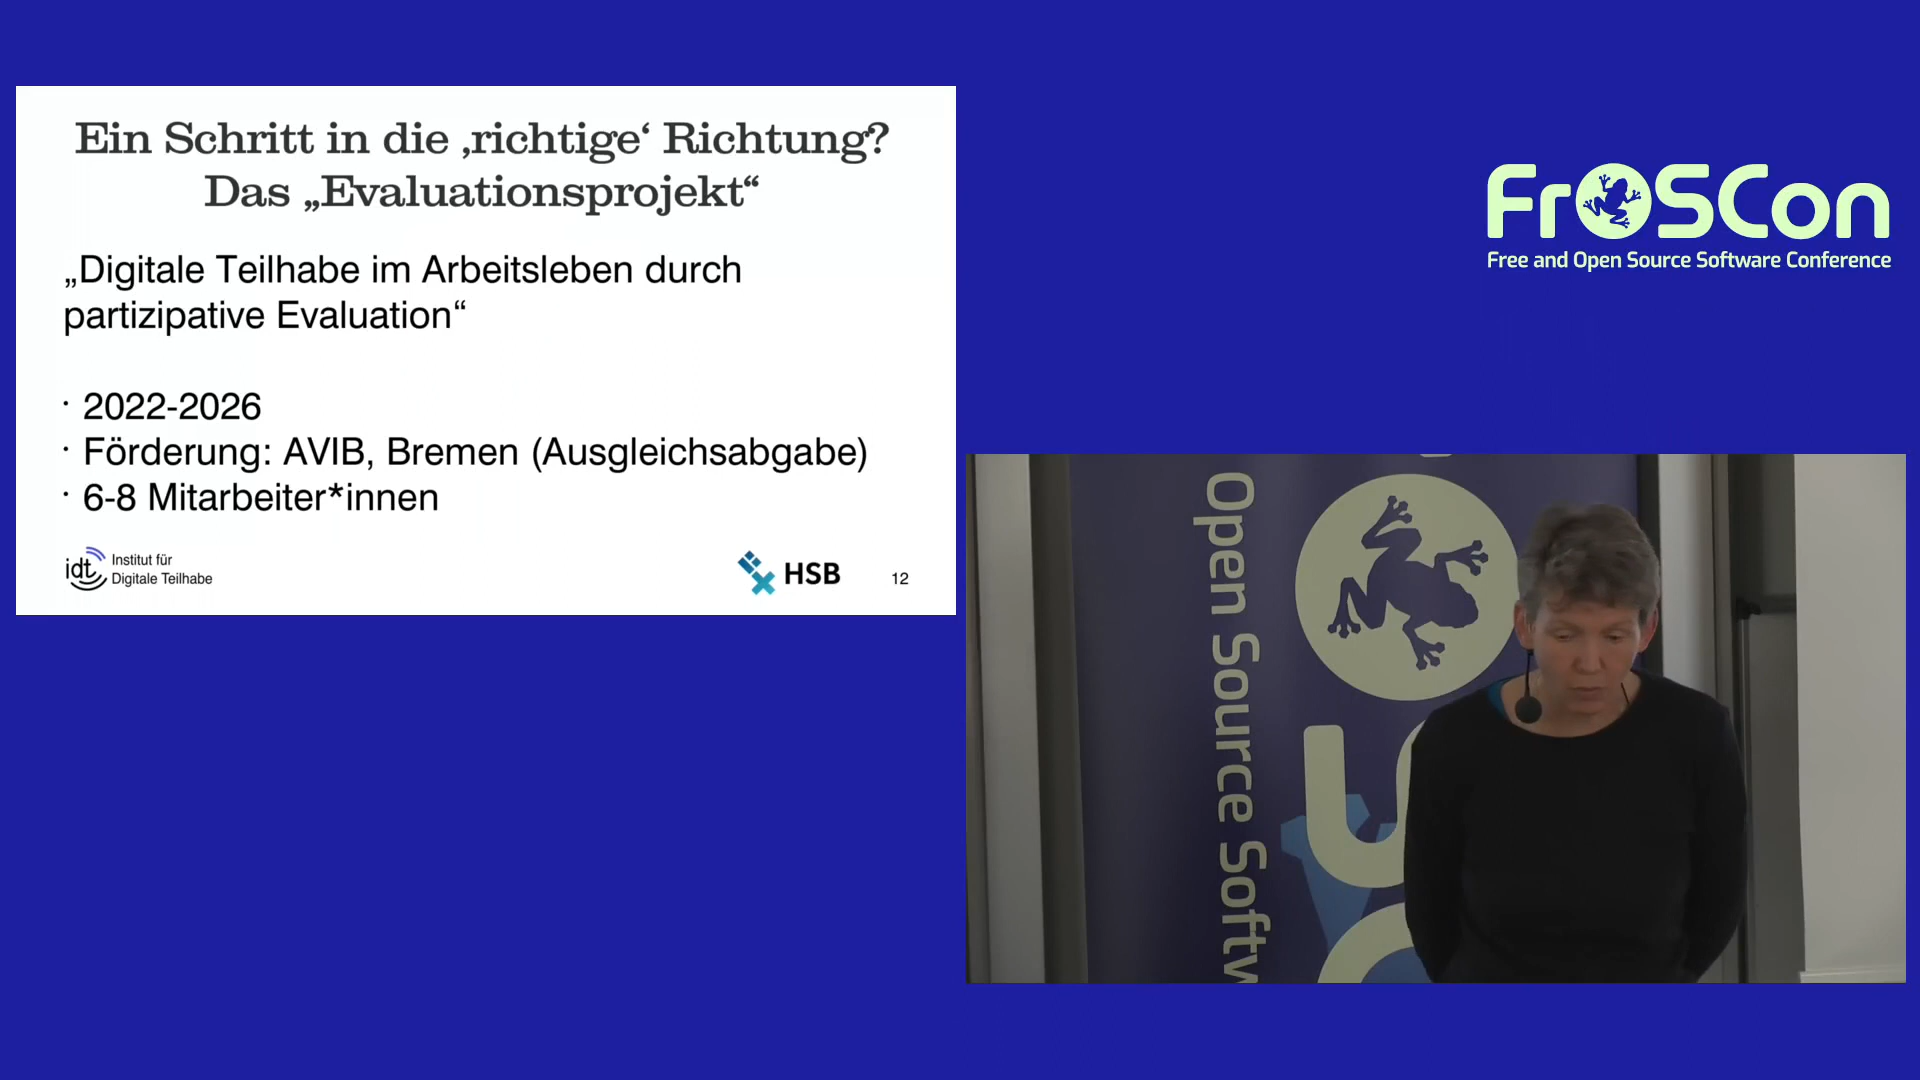 Ein Schritt in die ‚richtige‘ Richtung?
Das „Evaluationsprojekt“
„Digitale Teilhabe im Arbeitsleben durch
partizipative Evaluation“
· 2022-2026
· Förderung: AVIB, Bremen (Ausgleichsabgabe)
· 6-8 Mitarbeiter*innen
idt Institut für
Digitale Teilhabe
HSB
12
FrOSCon
Free and Open Source Software Conference
Open Source Softw